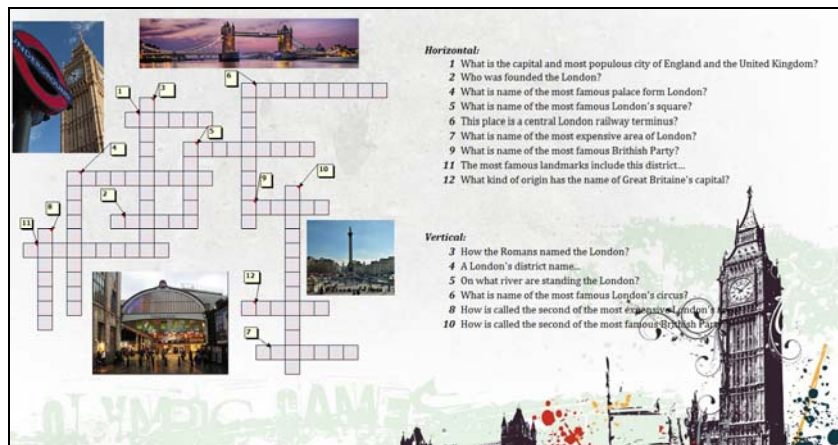 UNDERGROUND
6
3
1
5
4
10
2
9
8
11
12
7
Horizontal:
1 What is the capital and most populous city of England and the United Kingdom?
2 Who was founded the London?
4 What is name of the most famous palace form London?
5 What is name of the most famous London's square?
6 This place is a central London railway terminus?
7 What is name of the most expensive area of London?
9 What is name of the most famous Brithish Party?
11 The most famous landmarks include this district...
12 What kind of origin has the name of Great Britaine's capital?
Vertical:
3 How the Romans named the London?
4 A London's district name...
5 On what river are standing the London?
6 What is name of the most famous London's circus?
8 How is called the second of the most expensive London's
10 How is called the second of the most famous Brithish Party
OLYMPIC GAMES